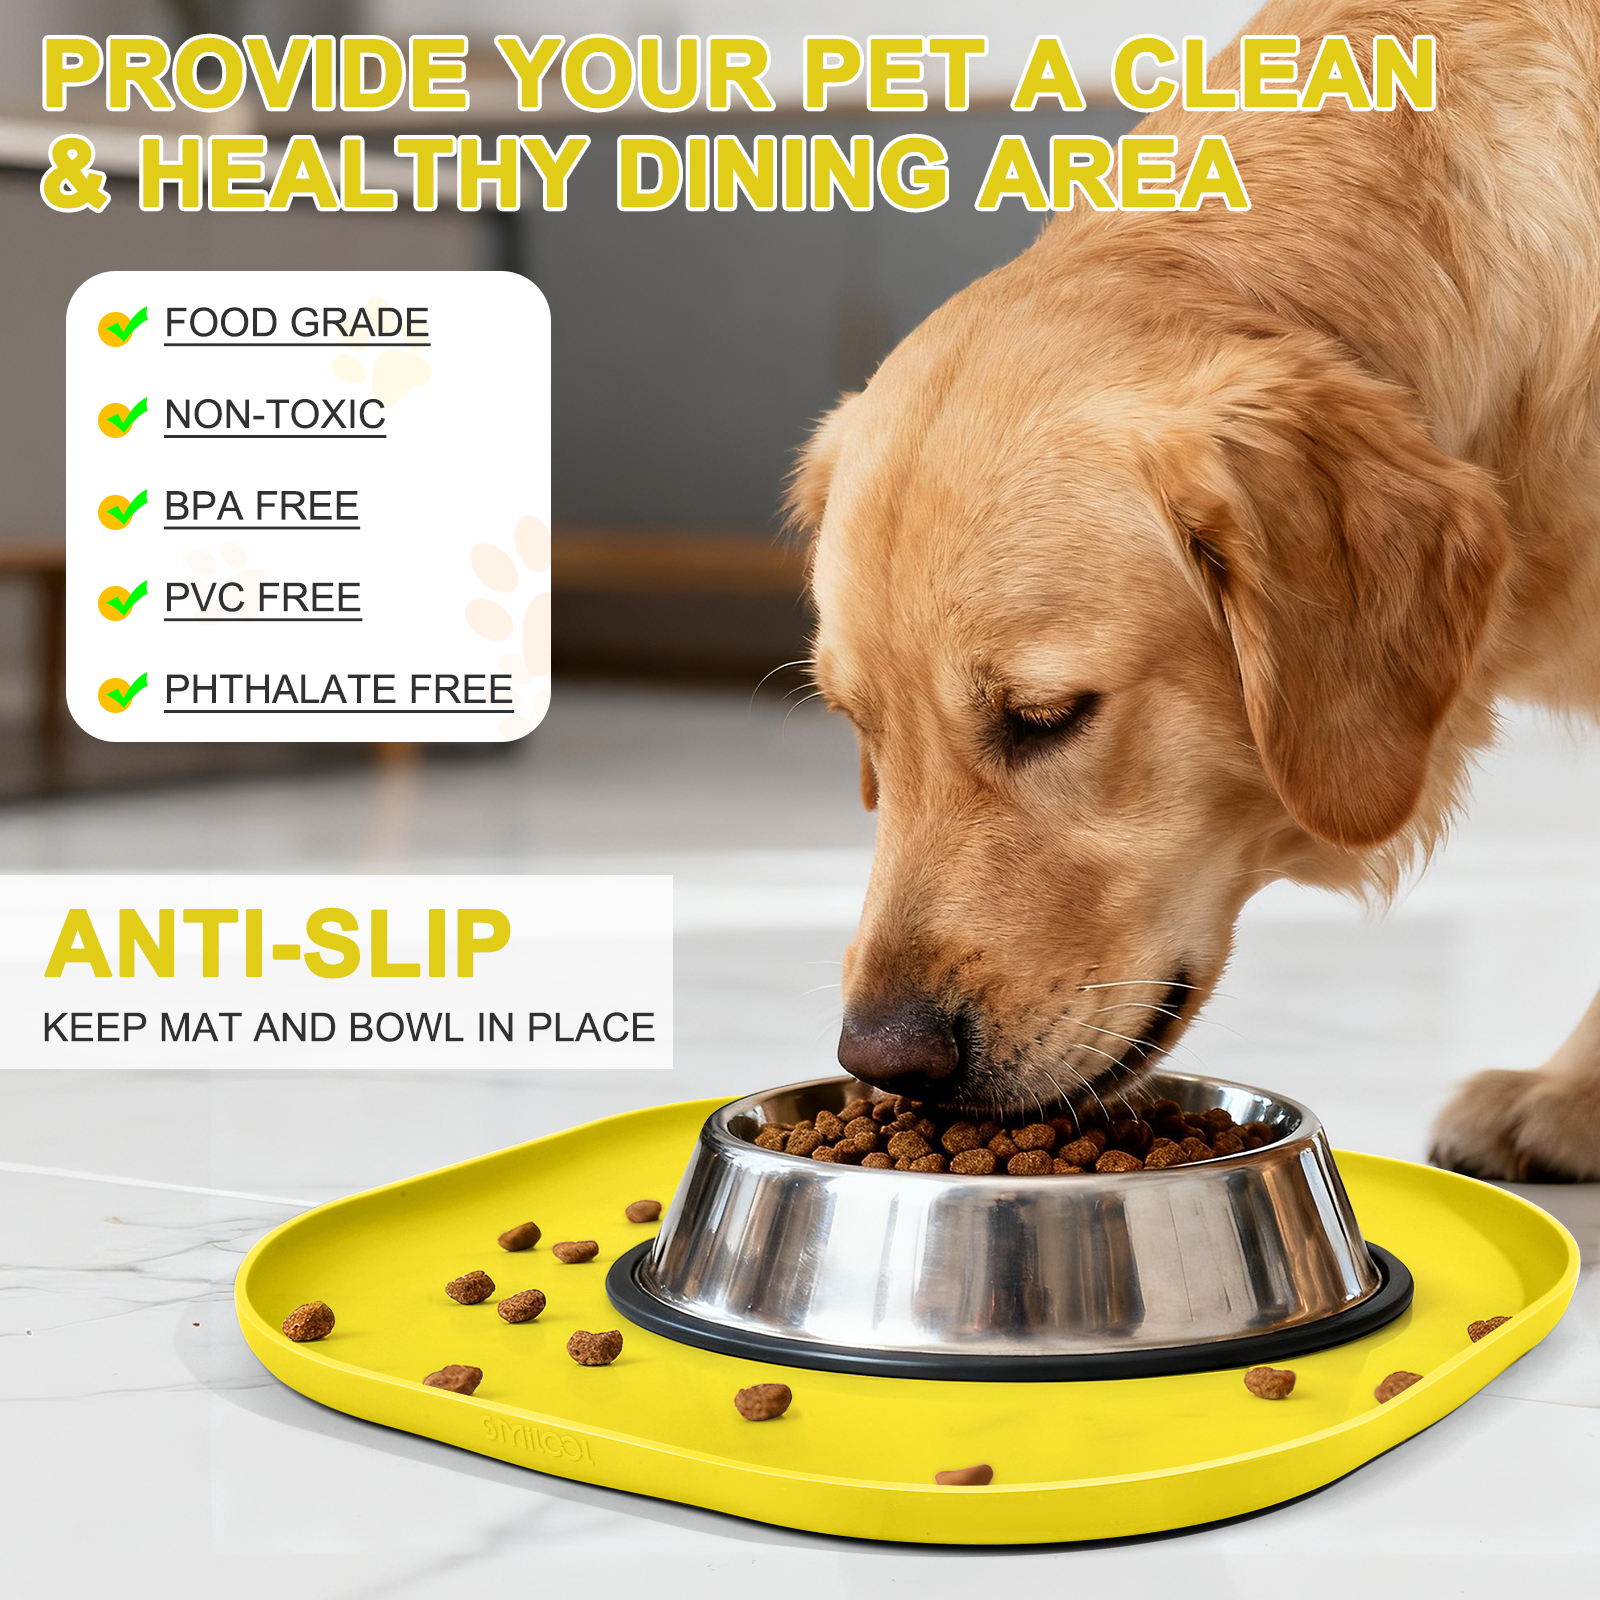 PROVIDE YOUR PET A CLEAN
& HEALTHY DINING AREA
FOOD GRADE
NON-TOXIC
BPA FREE
PVC FREE
PHTHALATE FREE
ANTI-SLIP
KEEP MAT AND BOWL IN PLACE
SMilCOL